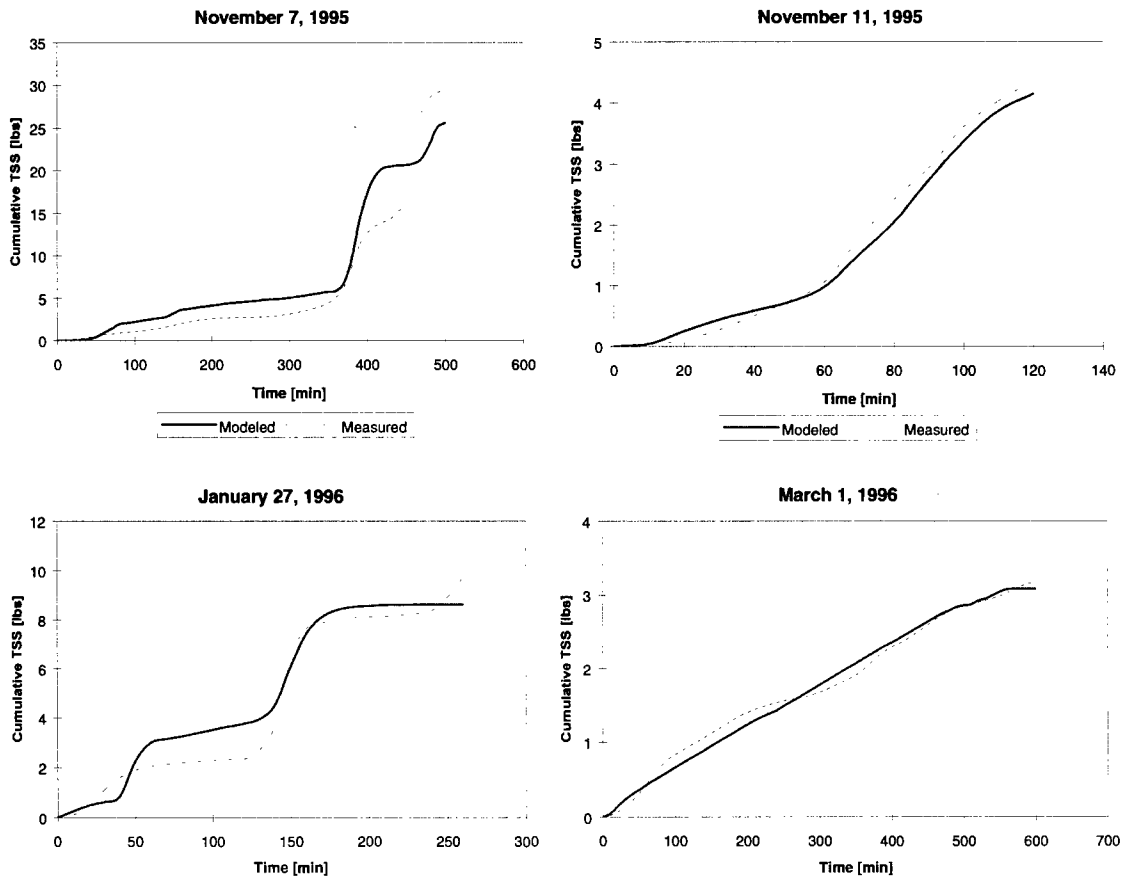 November 7, 1995
35
30
25
20
15
10
5
0
Cumulative TSS [lbs]
0 100 200 300 400 500 600
Time [min]
Modeled Measured
November 11, 1995
5
4
3
2
1
0
Cumulative TSS [lbs]
0 20 40 60 80 100 120 140
Time [min]
Modeled Measured
January 27, 1996
12
10
8
6
4
2
0
Cumulative TSS [lbs]
0 50 100 150 200 250 300
Time [min]
March 1, 1996
4
3
2
1
0
Cumulative TSS [lbs]
0 100 200 300 400 500 600 700
Time [min]